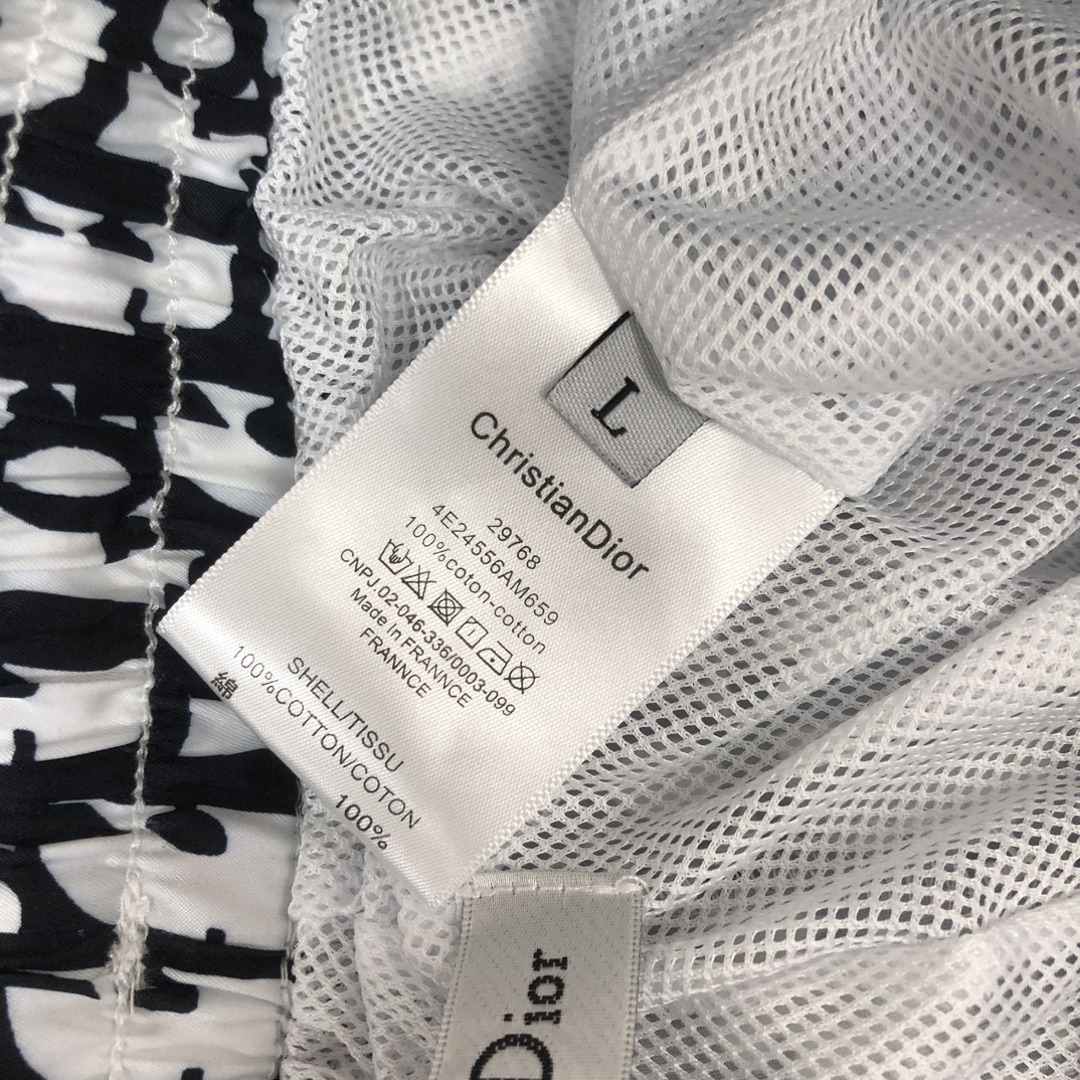 L
ChristianDior
29768
4E24556AM659
100%coton-cotton
CNPJ.02-046-336/0003-099
Made in FRANNCE
FRANNCE
SHELL/TISSU
100%COTTON/COTON
綿
100%
Dior